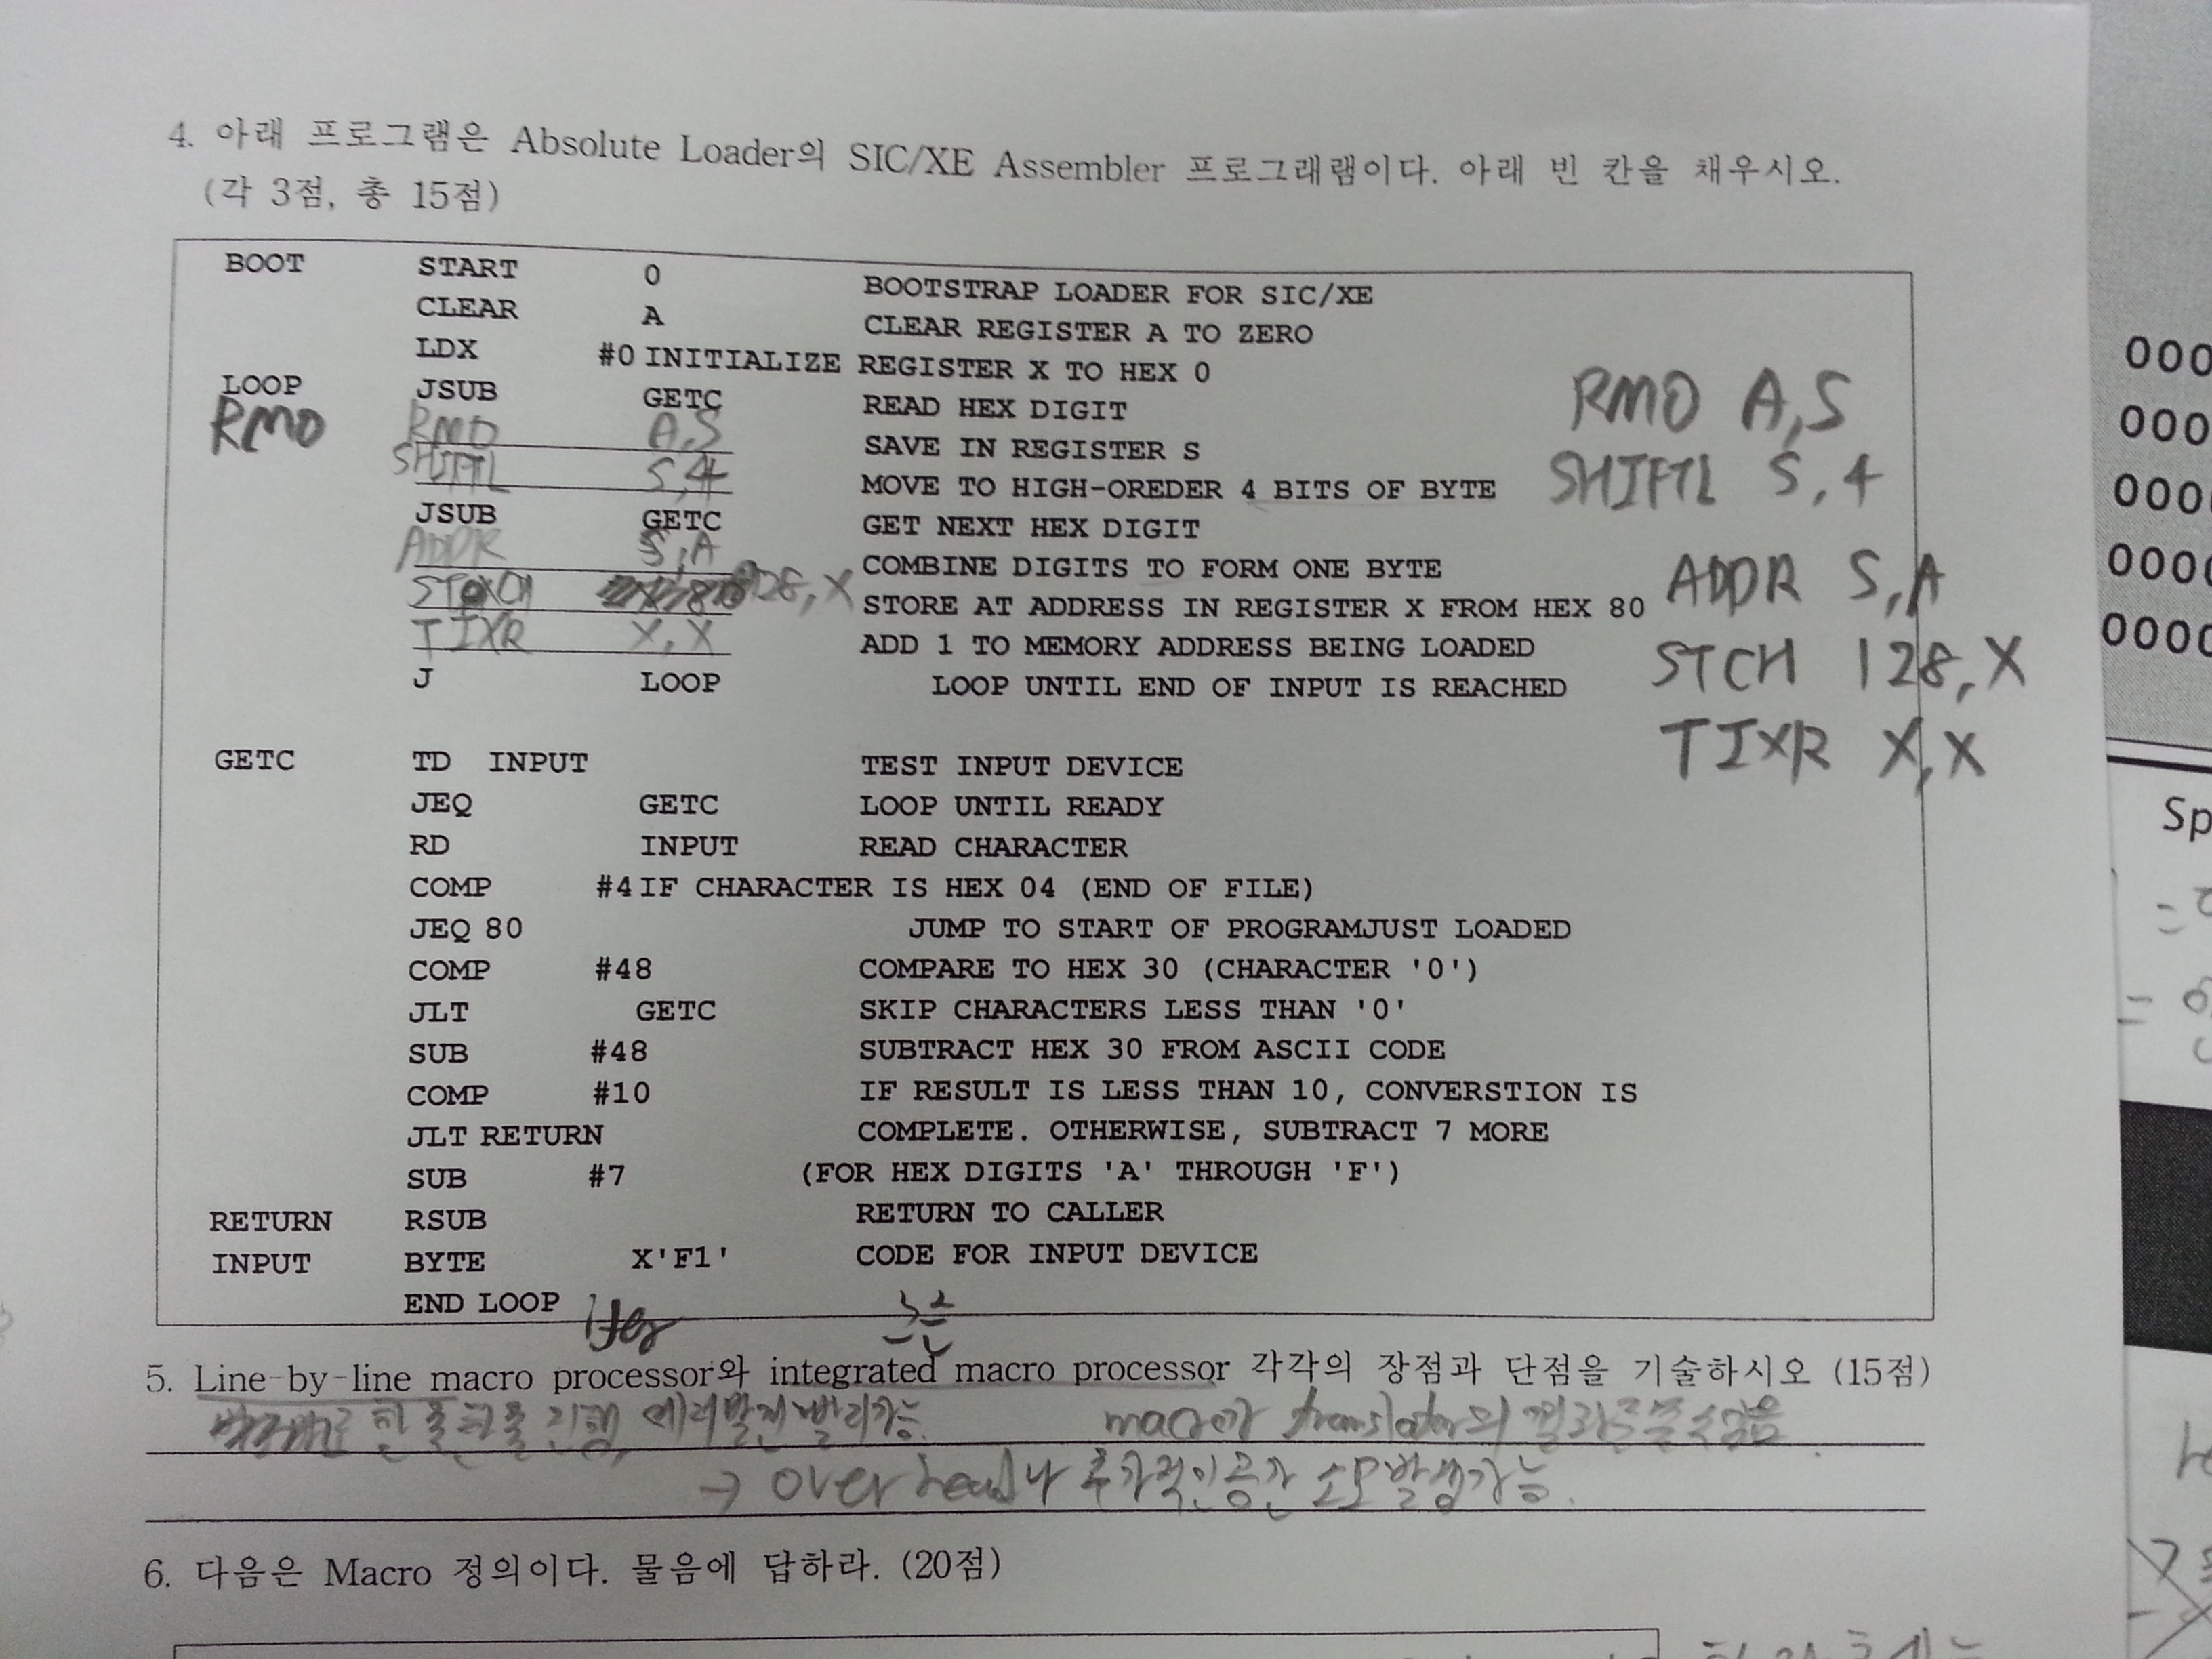 4. 아래 프로그램은 Absolute Loader의 SIC/XE Assembler 프로그래램이다. 아래 빈 칸을 채우시오.
(각 3점, 총 15점)
BOOT START 0 BOOTSTRAP LOADER FOR SIC/XE
CLEAR A CLEAR REGISTER A TO ZERO
LDX #0 INITIALIZE REGISTER X TO HEX 0
LOOP JSUB GETC READ HEX DIGIT
RMO RMO A,S SAVE IN REGISTER S RMO A,S
SHIFTL S,4 MOVE TO HIGH-OREDER 4 BITS OF BYTE SHIFTL S,4
JSUB GETC GET NEXT HEX DIGIT
ADDR S,A COMBINE DIGITS TO FORM ONE BYTE ADDR S,A
128,X STORE AT ADDRESS IN REGISTER X FROM HEX 80 STCH 128,X
TIXR X,X ADD 1 TO MEMORY ADDRESS BEING LOADED TIXR X,X
J LOOP LOOP UNTIL END OF INPUT IS REACHED
GETC TD INPUT TEST INPUT DEVICE
JEQ GETC LOOP UNTIL READY
RD INPUT READ CHARACTER
COMP #4 IF CHARACTER IS HEX 04 (END OF FILE)
JEQ 80 JUMP TO START OF PROGRAMJUST LOADED
COMP #48 COMPARE TO HEX 30 (CHARACTER '0')
JLT GETC SKIP CHARACTERS LESS THAN '0'
SUB #48 SUBTRACT HEX 30 FROM ASCII CODE
COMP #10 IF RESULT IS LESS THAN 10, CONVERSTION IS
JLT RETURN COMPLETE. OTHERWISE, SUBTRACT 7 MORE
SUB #7 (FOR HEX DIGITS 'A' THROUGH 'F')
RETURN RSUB RETURN TO CALLER
INPUT BYTE X'F1' CODE FOR INPUT DEVICE
END LOOP
5. Line-by-line macro processor와 integrated macro processor 각각의 장점과 단점을 기술하시오 (15점)
한 줄 한 줄 진행, 에러발견 빨리가능. macro가 translator의
→ overhead나 추가적인 공간 소모 발생가능.
6. 다음은 Macro 정의이다. 물음에 답하라. (20점)
000
000
000
0000
0000
Sp